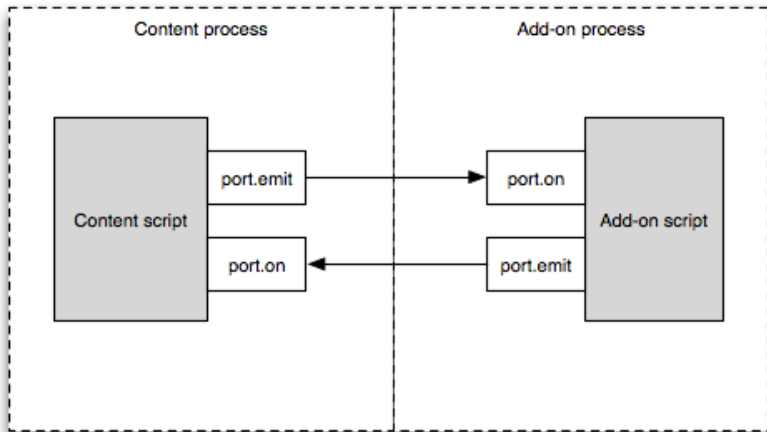 Content process
Add-on process
port.emit
port.on
Content script
Add-on script
port.on
port.emit